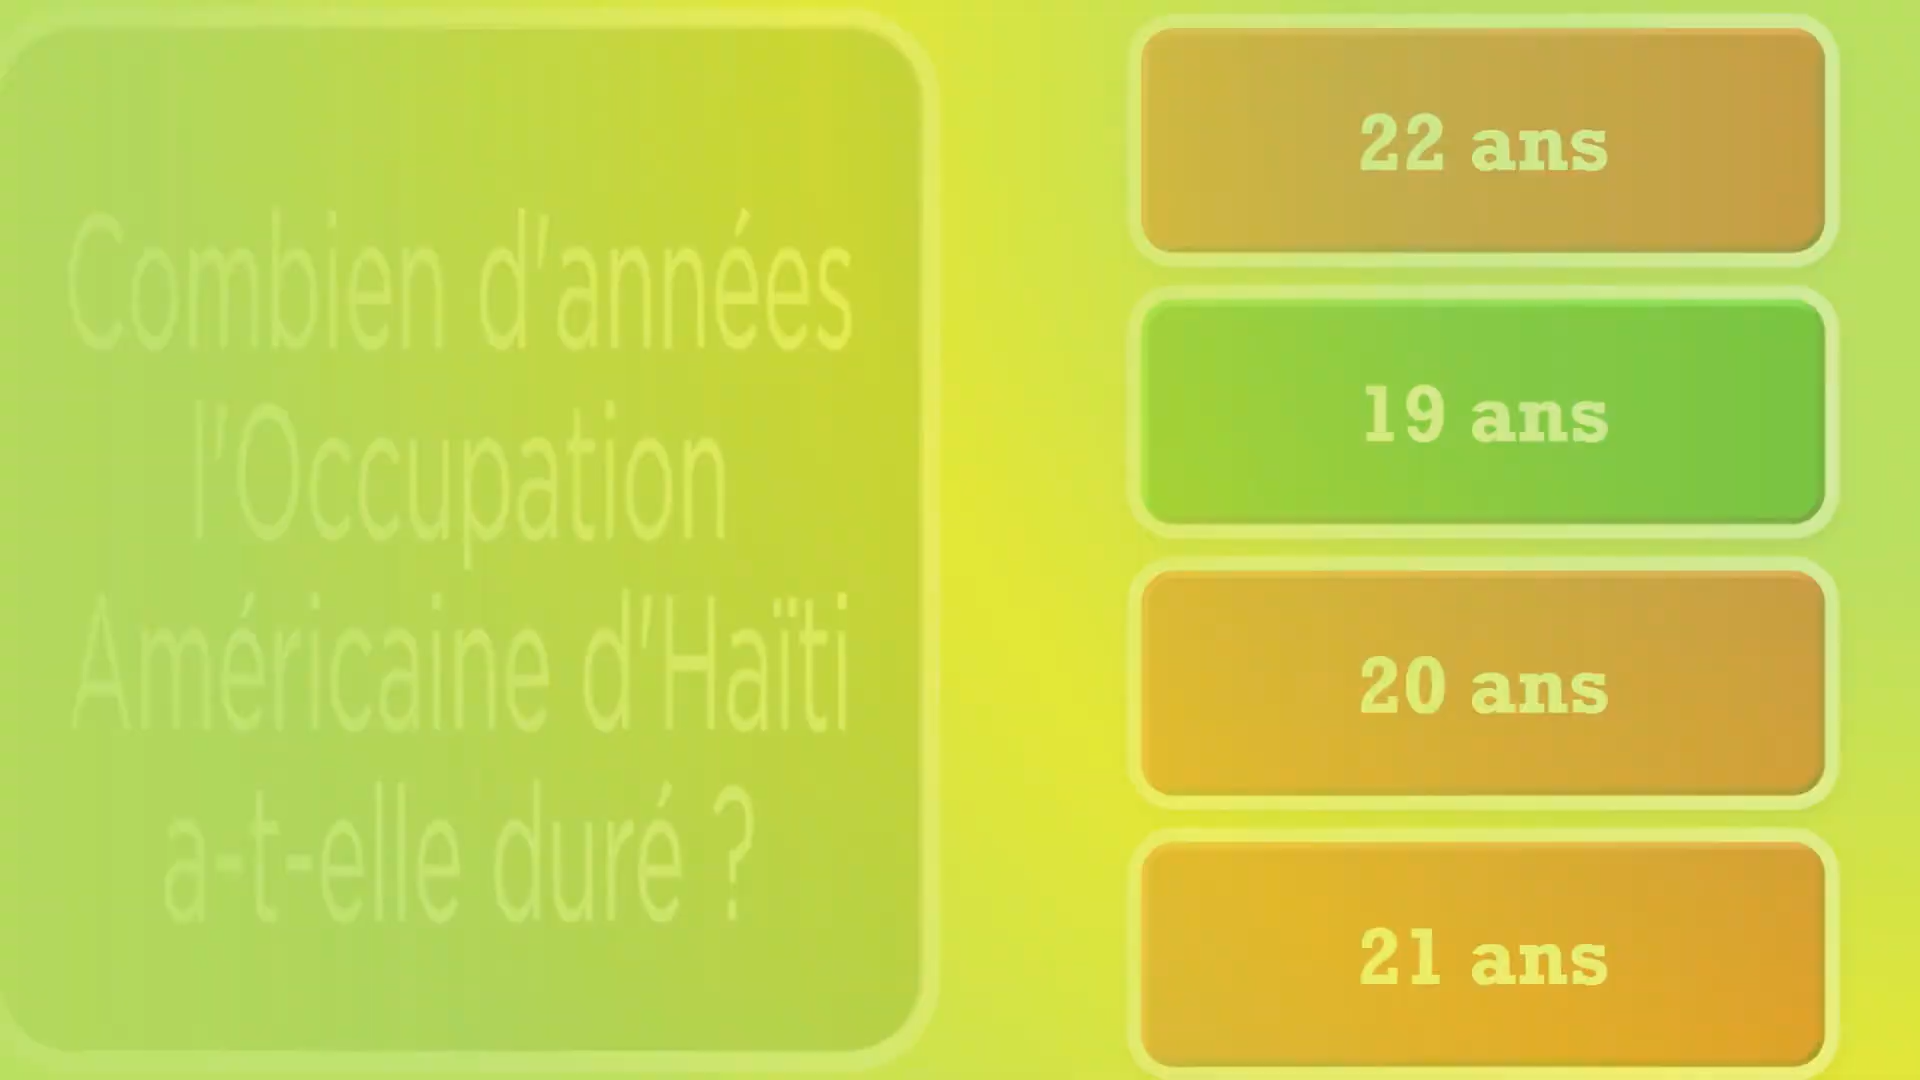 Combien d'années
l'Occupation
Américaine d'Haïti
a-t-elle duré ?
22 ans
19 ans
20 ans
21 ans